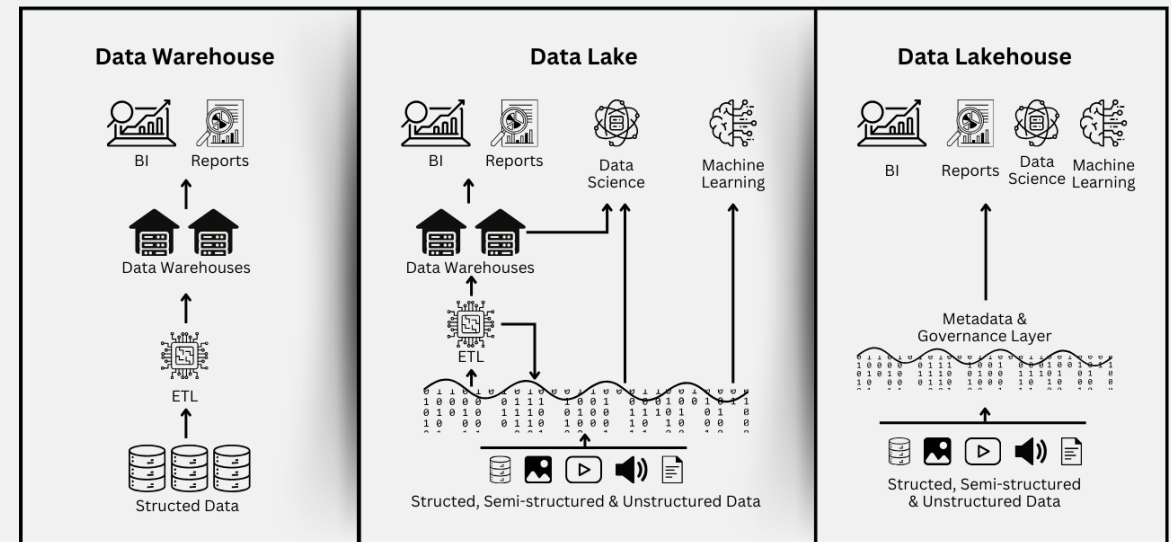 Data Warehouse
BI
Reports
Data Warehouses
ETL
Structed Data
Data Lake
BI
Reports
Data
Science
Machine
Learning
Data Warehouses
ETL
Structed, Semi-structured & Unstructured Data
Data Lakehouse
BI
Reports
Data
Science
Machine
Learning
Metadata &
Governance Layer
Structed, Semi-structured
& Unstructured Data